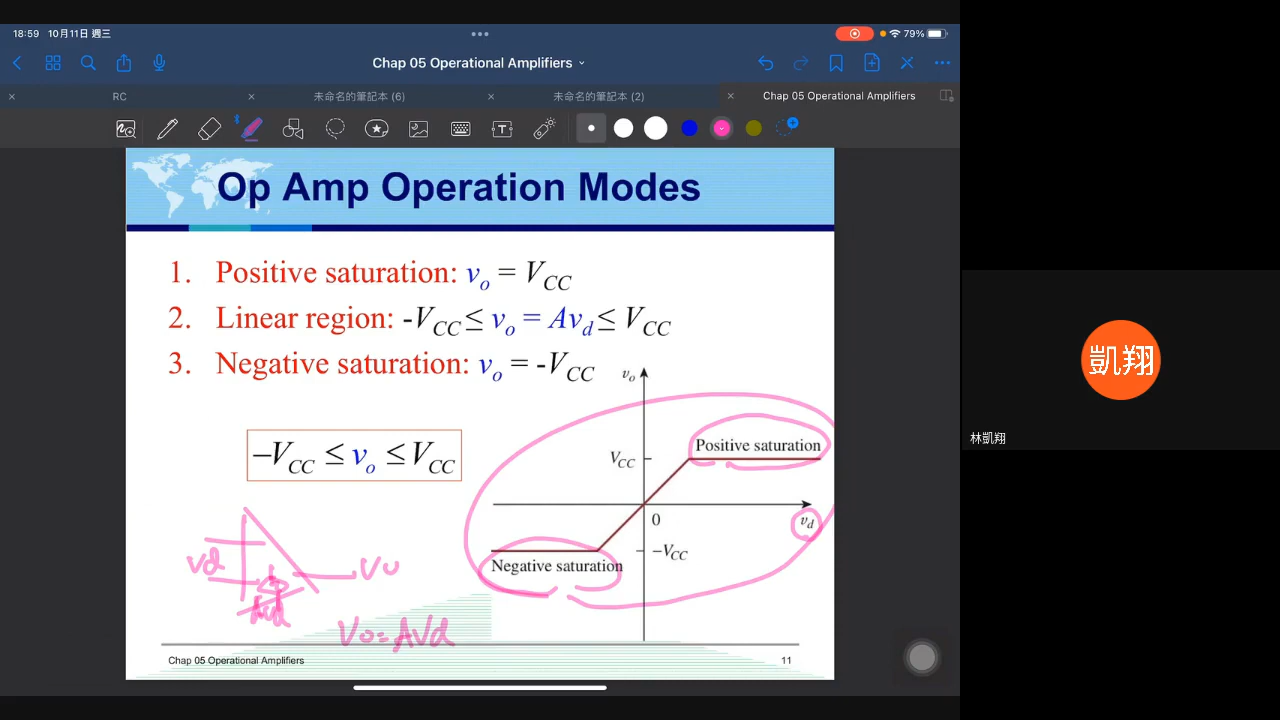 18:59 10月11日 週三
79%
Chap 05 Operational Amplifiers
RC
未命名的筆記本 (6)
未命名的筆記本 (2)
Chap 05 Operational Amplifiers
Op Amp Operation Modes
1. Positive saturation: vo = VCC
2. Linear region: -VCC ≤ vo = Avd ≤ VCC
3. Negative saturation: vo = -VCC
−VCC ≤ vo ≤ VCC
vo
Positive saturation
VCC
0
vd
−VCC
Negative saturation
Vd
Vo
Avd
Vo=AVd
Chap 05 Operational Amplifiers
11
凱翔
林凱翔